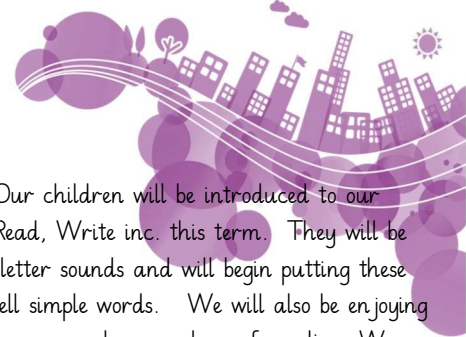 Our children will be introduced to our
Read, Write inc. this term. They will be
letter sounds and will begin putting these
ell simple words. We will also be enjoying